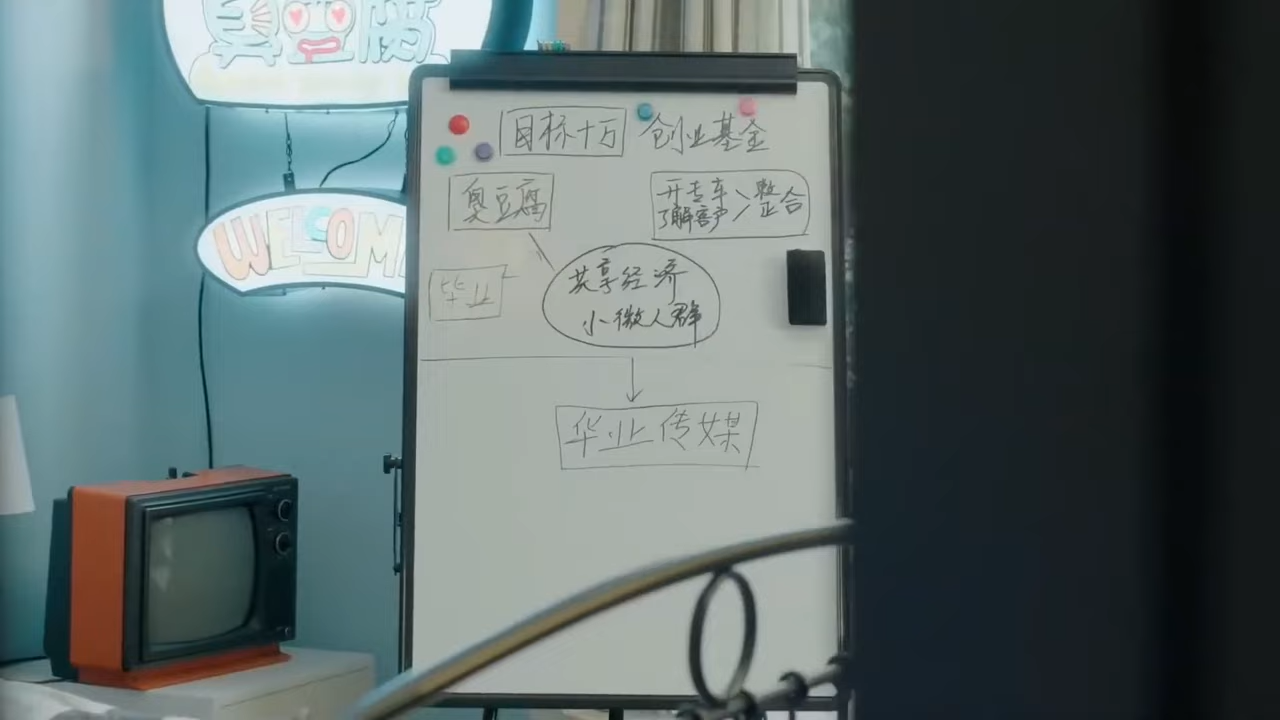 臭豆腐
WELCOM
目标十万 创业基金
臭豆腐
开专车
了解客户
整合
共享经济
小微人群
毕业
华业传媒